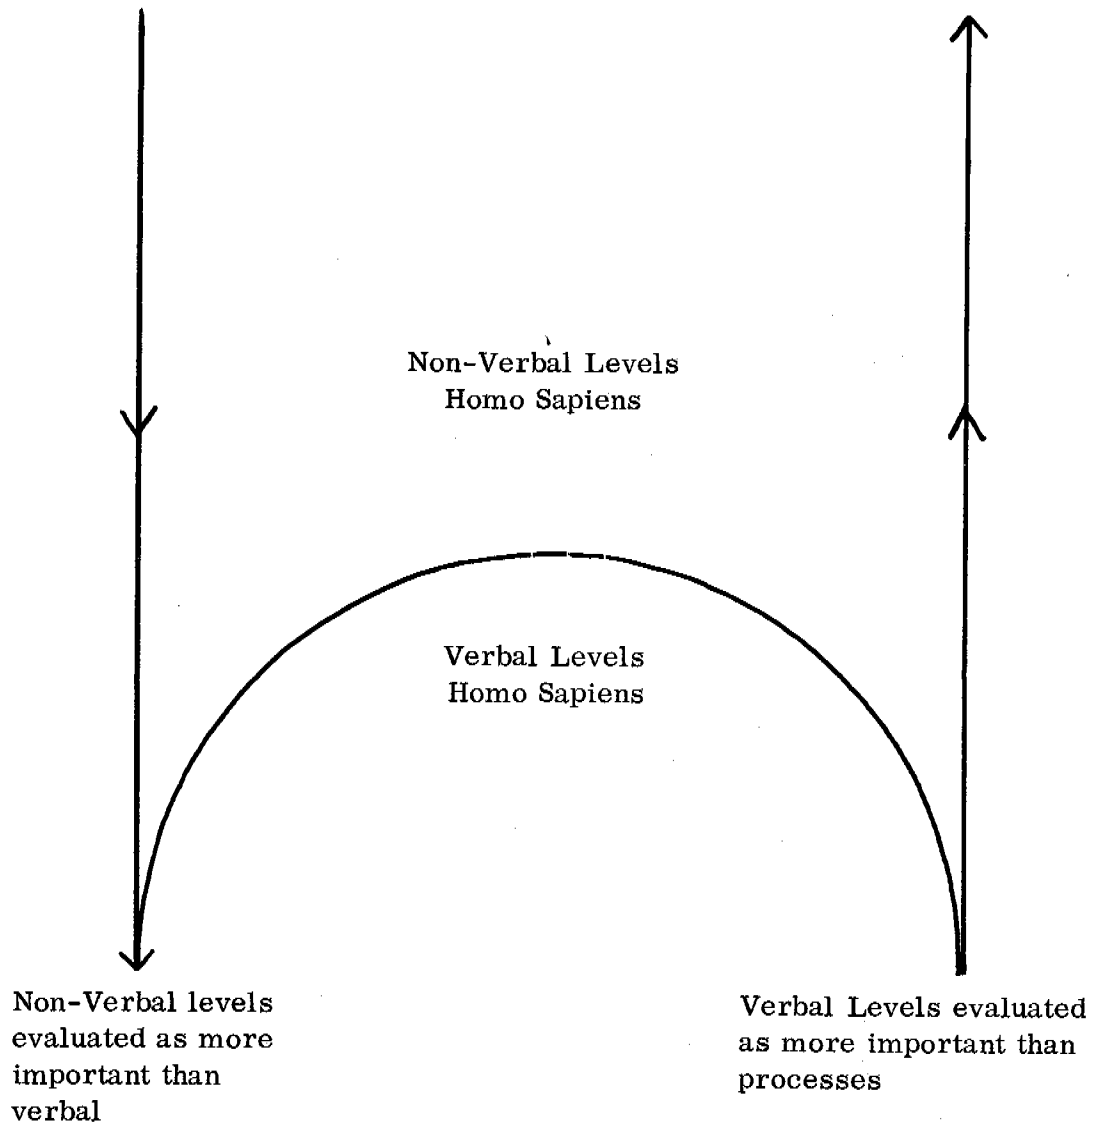 Non-Verbal Levels
Homo Sapiens
Verbal Levels
Homo Sapiens
Non-Verbal levels
evaluated as more
important than
verbal
Verbal Levels evaluated
as more important than
processes